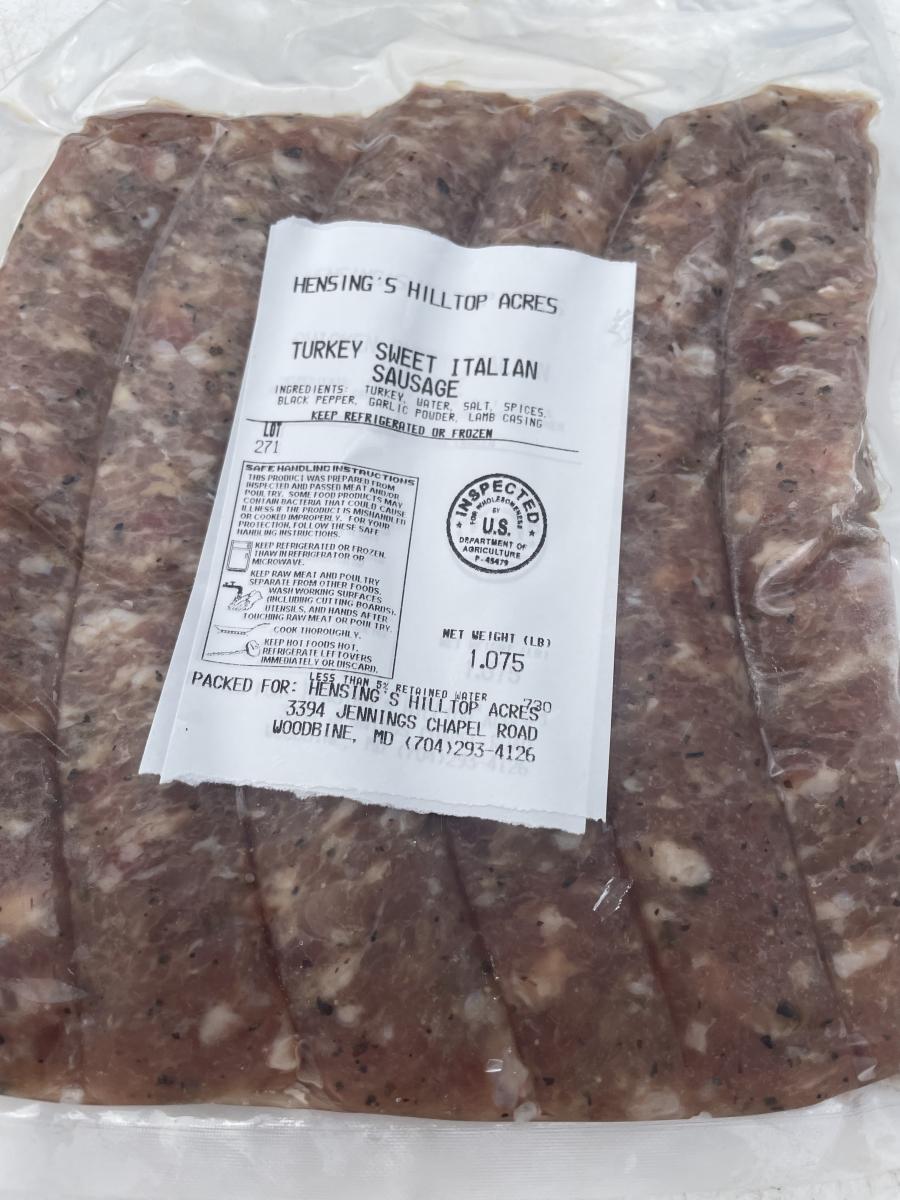 HENSING'S HILLTOP ACRES
TURKEY SWEET ITALIAN
SAUSAGE
INGREDIENTS: TURKEY, WATER, SALT, SPICES,
BLACK PEPPER, GARLIC POWDER, LAMB CASING
KEEP REFRIGERATED OR FROZEN
LOT
271
SAFE HANDLING INSTRUCTIONS
THIS PRODUCT WAS PREPARED FROM
INSPECTED AND PASSED MEAT AND/OR
POULTRY. SOME FOOD PRODUCTS MAY
CONTAIN BACTERIA THAT COULD CAUSE
ILLNESS IF THE PRODUCT IS MISHANDLED
OR COOKED IMPROPERLY. FOR YOUR
PROTECTION, FOLLOW THESE SAFE
HANDLING INSTRUCTIONS.
KEEP REFRIGERATED OR FROZEN.
THAW IN REFRIGERATOR OR
MICROWAVE.
KEEP RAW MEAT AND POULTRY
SEPARATE FROM OTHER FOODS.
WASH WORKING SURFACES
(INCLUDING CUTTING BOARDS),
UTENSILS, AND HANDS AFTER
TOUCHING RAW MEAT OR POULTRY.
COOK THOROUGHLY.
KEEP HOT FOODS HOT.
REFRIGERATE LEFTOVERS
IMMEDIATELY OR DISCARD.
INSPECTED
FOR WHOLESOMENESS
BY
U.S.
DEPARTMENT OF
AGRICULTURE
P-45479
NET WEIGHT (LB)
1.075
LESS THAN 5% RETAINED WATER
730
PACKED FOR: HENSING'S HILLTOP ACRES
3394 JENNINGS CHAPEL ROAD
WOODBINE, MD (704)293-4126